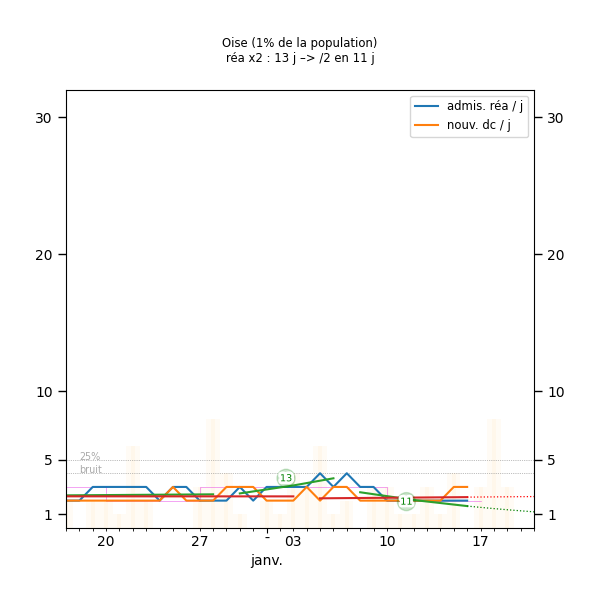 Oise (1% de la population)
réa x2 : 13 j –> /2 en 11 j
admis. réa / j
nouv. dc / j
30 30
20 20
10 10
25%
5 5
bruit
13
11
1 1
20 27 03 10 17
janv.